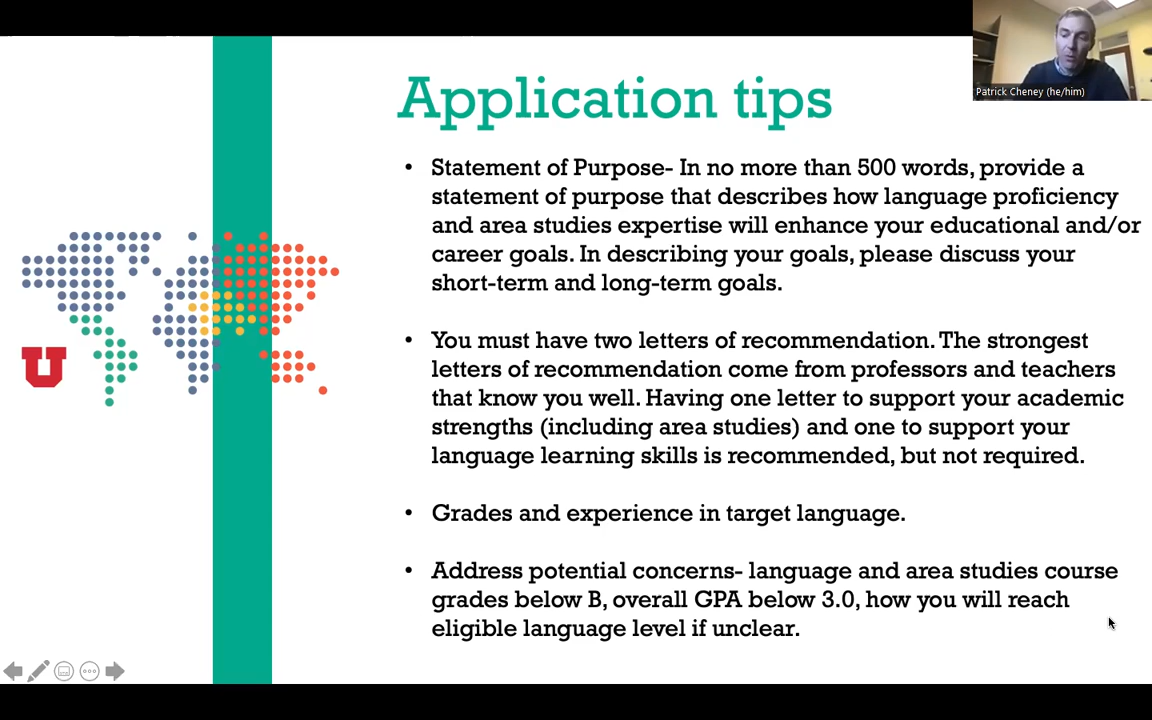 Patrick Cheney (he/him)
Application tips
• Statement of Purpose- In no more than 500 words, provide a
statement of purpose that describes how language proficiency
and area studies expertise will enhance your educational and/or
career goals. In describing your goals, please discuss your
short-term and long-term goals.
• You must have two letters of recommendation. The strongest
letters of recommendation come from professors and teachers
that know you well. Having one letter to support your academic
strengths (including area studies) and one to support your
language learning skills is recommended, but not required.
• Grades and experience in target language.
• Address potential concerns- language and area studies course
grades below B, overall GPA below 3.0, how you will reach
eligible language level if unclear.
U